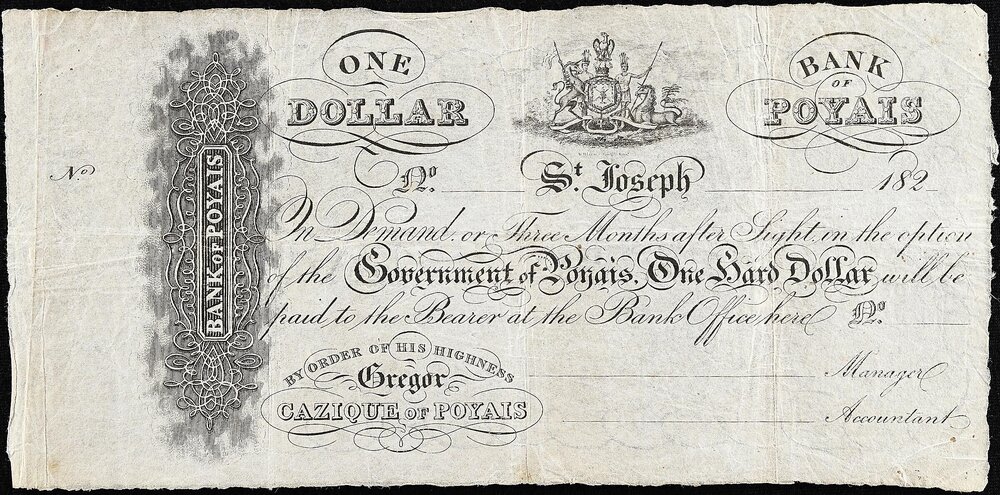 ONE
DOLLAR
BANK
OF
POYAIS
No
BANK OF POYAIS
No. St. Joseph 182
On Demand, or Three Months after Sight, in the option
of the Government of Poyais, One Hard Dollar will be
paid to the Bearer at the Bank Office here No.
BY ORDER OF HIS HIGHNESS
Gregor
CAZIQUE OF POYAIS
Manager
Accountant